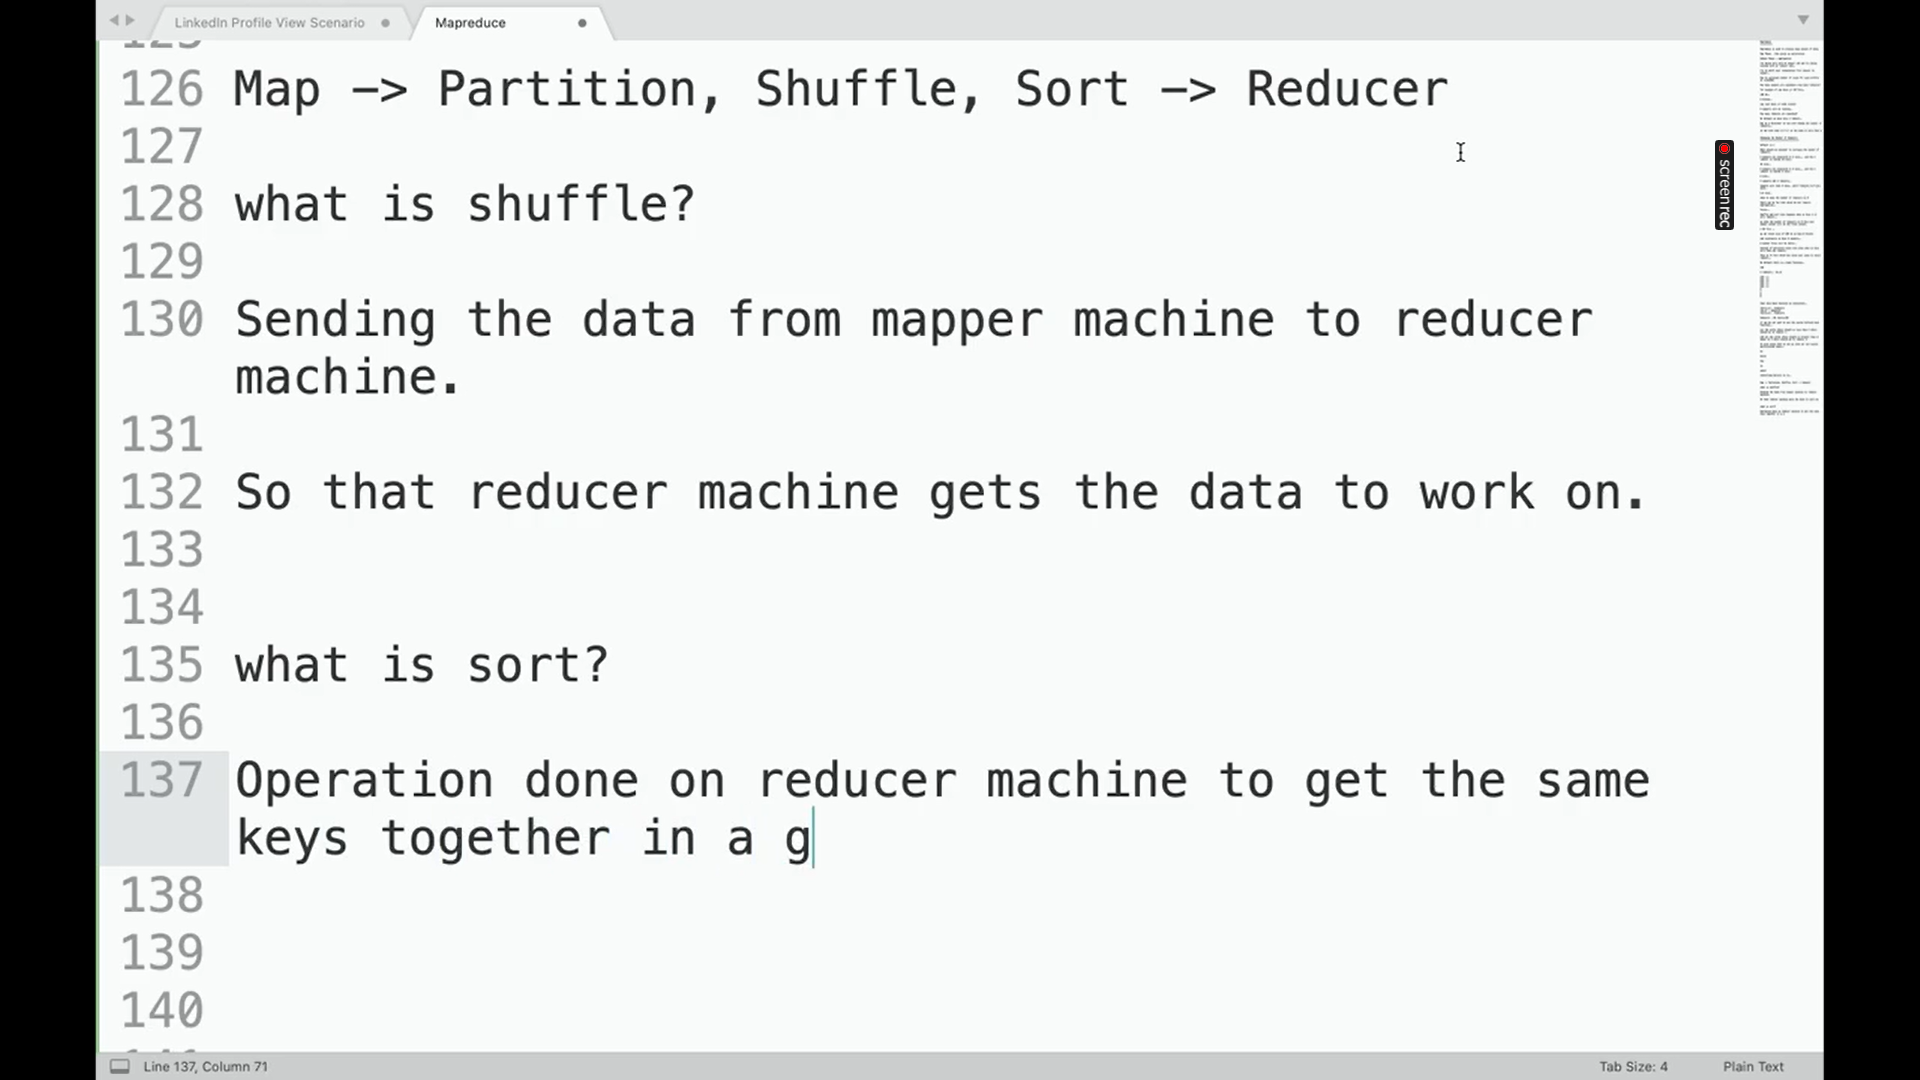 LinkedIn Profile View Scenario
Mapreduce
126 Map -> Partition, Shuffle, Sort -> Reducer
127
128 what is shuffle?
129
130 Sending the data from mapper machine to reducer
machine.
131
132 So that reducer machine gets the data to work on.
133
134
135 what is sort?
136
137 Operation done on reducer machine to get the same
keys together in a g
138
139
140
screenrec
Line 137, Column 71
Tab Size: 4
Plain Text